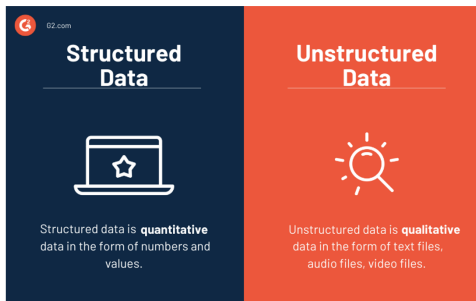 G2.com
Structured
Data
Structured data is quantitative
data in the form of numbers and
values.
Unstructured
Data
Unstructured data is qualitative
data in the form of text files,
audio files, video files.